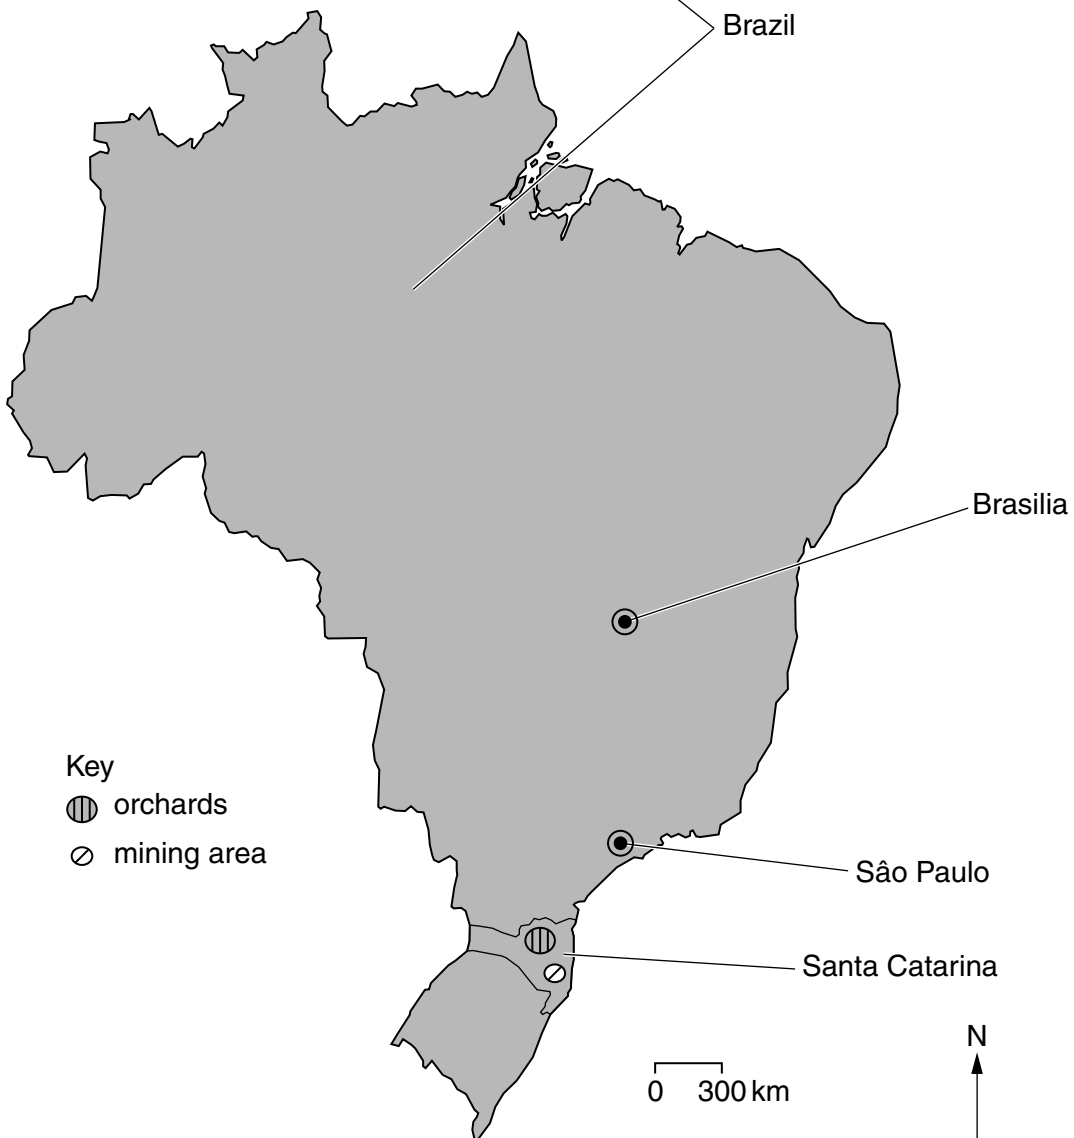 Brazil
Brasilia
Key
orchards
mining area
Sâo Paulo
Santa Catarina
N
0 300 km